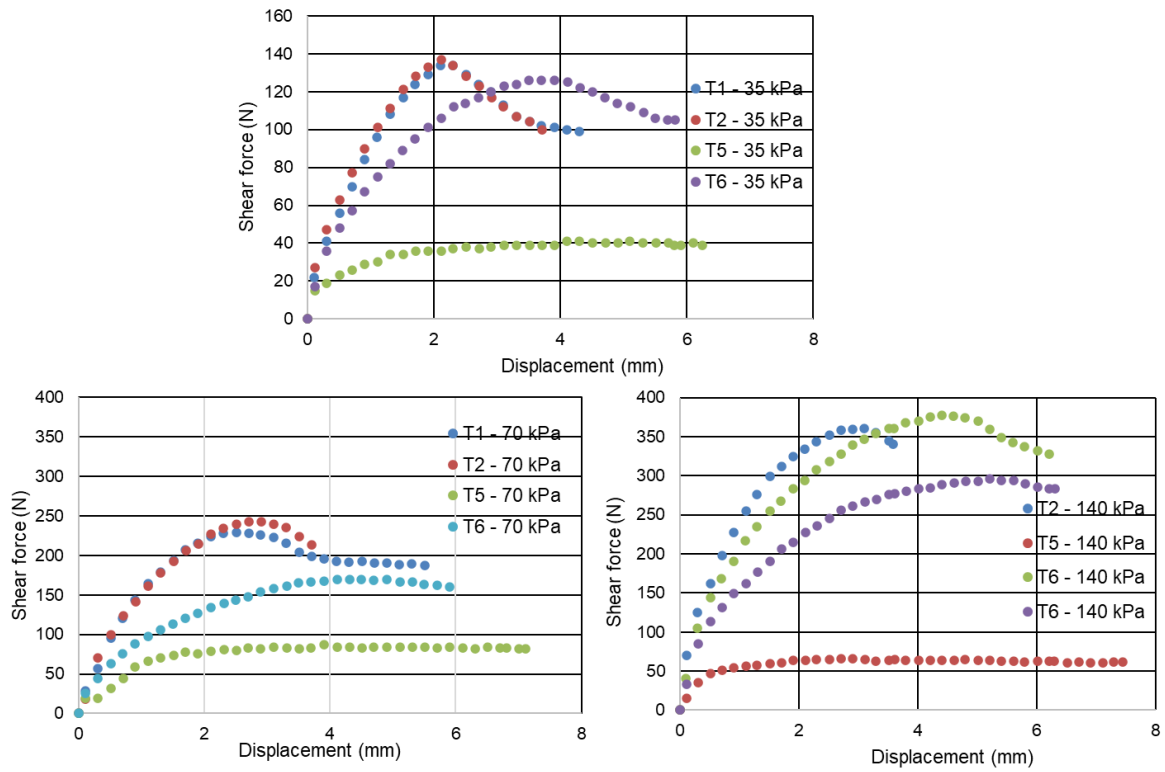 160
140
120
100
80
60
40
20
0
Shear force (N)
0 2 4 6 8
Displacement (mm)
T1 - 35 kPa
T2 - 35 kPa
T5 - 35 kPa
T6 - 35 kPa
400
350
300
250
200
150
100
50
0
Shear force (N)
0 2 4 6 8
Displacement (mm)
T1 - 70 kPa
T2 - 70 kPa
T5 - 70 kPa
T6 - 70 kPa
400
350
300
250
200
150
100
50
0
Shear force (N)
0 2 4 6 8
Displacement (mm)
T2 - 140 kPa
T5 - 140 kPa
T6 - 140 kPa
T6 - 140 kPa